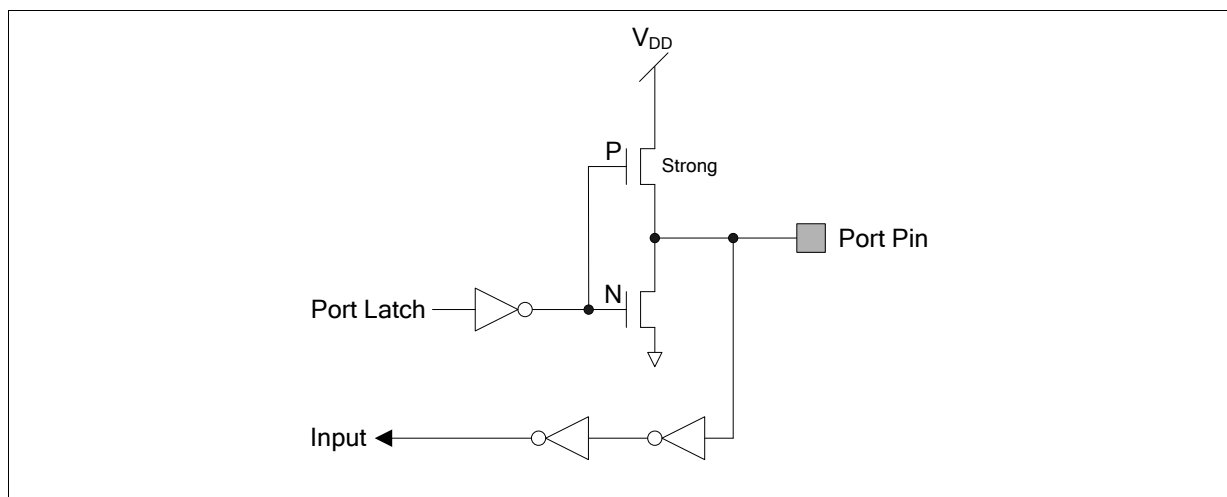 VDD
P
Strong
Port Pin
N
Port Latch
Input